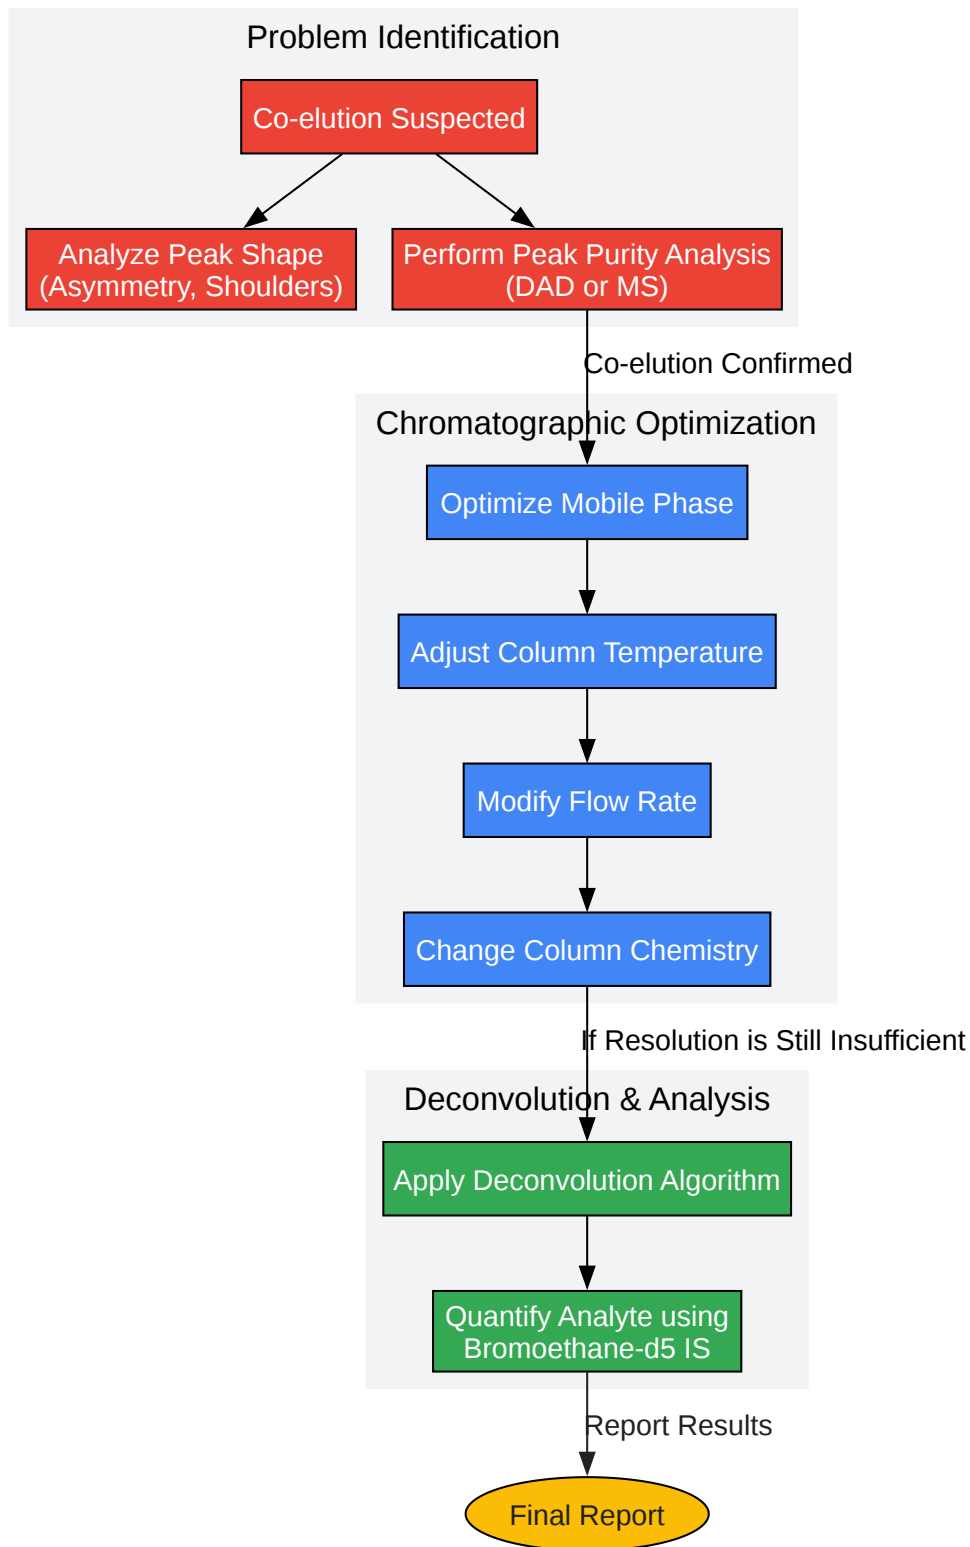 Problem Identification
Co-elution Suspected
Analyze Peak Shape
(Asymmetry, Shoulders)
Perform Peak Purity Analysis
(DAD or MS)
Co-elution Confirmed
Chromatographic Optimization
Optimize Mobile Phase
Adjust Column Temperature
Modify Flow Rate
Change Column Chemistry
If Resolution is Still Insufficient
Deconvolution & Analysis
Apply Deconvolution Algorithm
Quantify Analyte using
Bromoethane-d5 IS
Report Results
Final Report